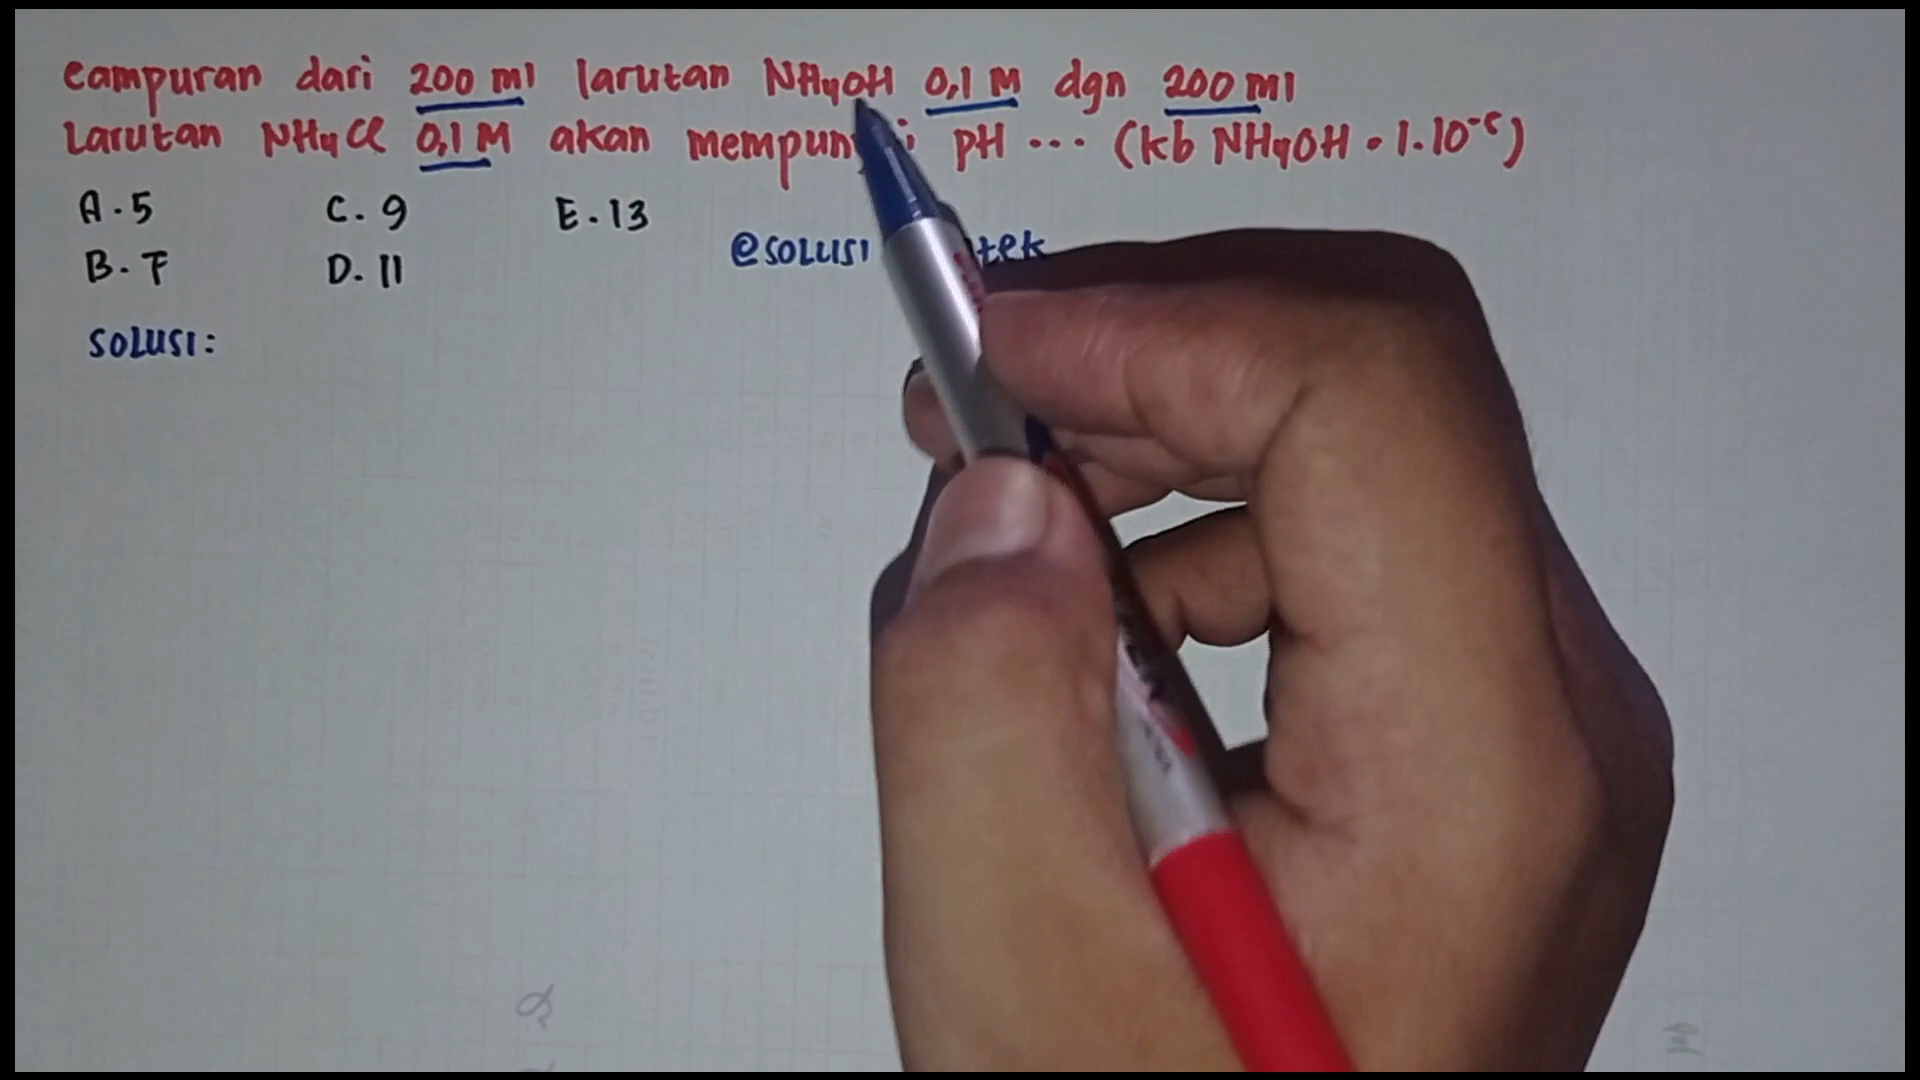 campuran dari 200 ml larutan NH4OH 0,1 M dgn 200 ml
Larutan NH4Cl 0,1 M akan pH ... (kb NH4OH = 1.10⁻⁵)
A. 5
C. 9
E. 13
B. 7
D. 11
@SOLUSI
SOLUSI: